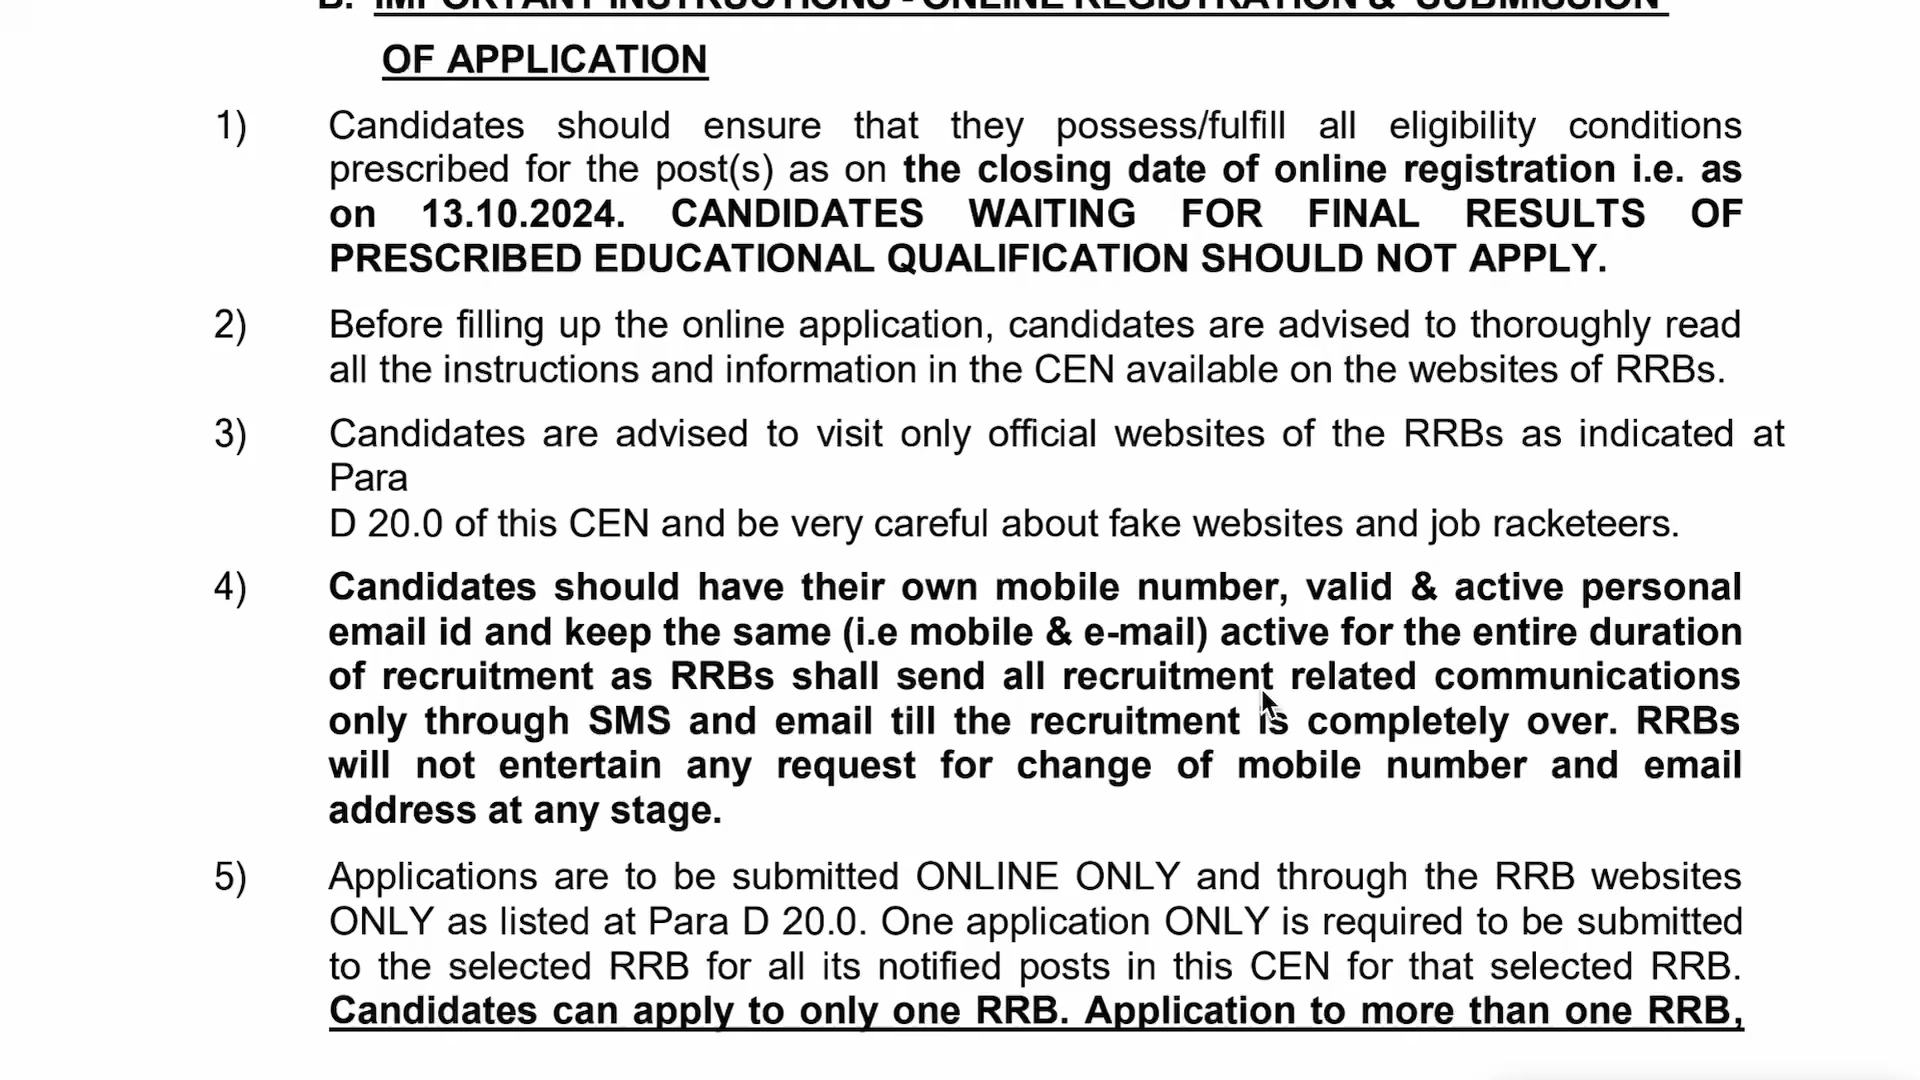 B. IMPORTANT INSTRUCTIONS - ONLINE REGISTRATION & SUBMISSION
OF APPLICATION
1) Candidates should ensure that they possess/fulfill all eligibility conditions
prescribed for the post(s) as on the closing date of online registration i.e. as
on 13.10.2024. CANDIDATES WAITING FOR FINAL RESULTS OF
PRESCRIBED EDUCATIONAL QUALIFICATION SHOULD NOT APPLY.
2) Before filling up the online application, candidates are advised to thoroughly read
all the instructions and information in the CEN available on the websites of RRBs.
3) Candidates are advised to visit only official websites of the RRBs as indicated at
Para
D 20.0 of this CEN and be very careful about fake websites and job racketeers.
4) Candidates should have their own mobile number, valid & active personal
email id and keep the same (i.e mobile & e-mail) active for the entire duration
of recruitment as RRBs shall send all recruitment related communications
only through SMS and email till the recruitment is completely over. RRBs
will not entertain any request for change of mobile number and email
address at any stage.
5) Applications are to be submitted ONLINE ONLY and through the RRB websites
ONLY as listed at Para D 20.0. One application ONLY is required to be submitted
to the selected RRB for all its notified posts in this CEN for that selected RRB.
Candidates can apply to only one RRB. Application to more than one RRB,